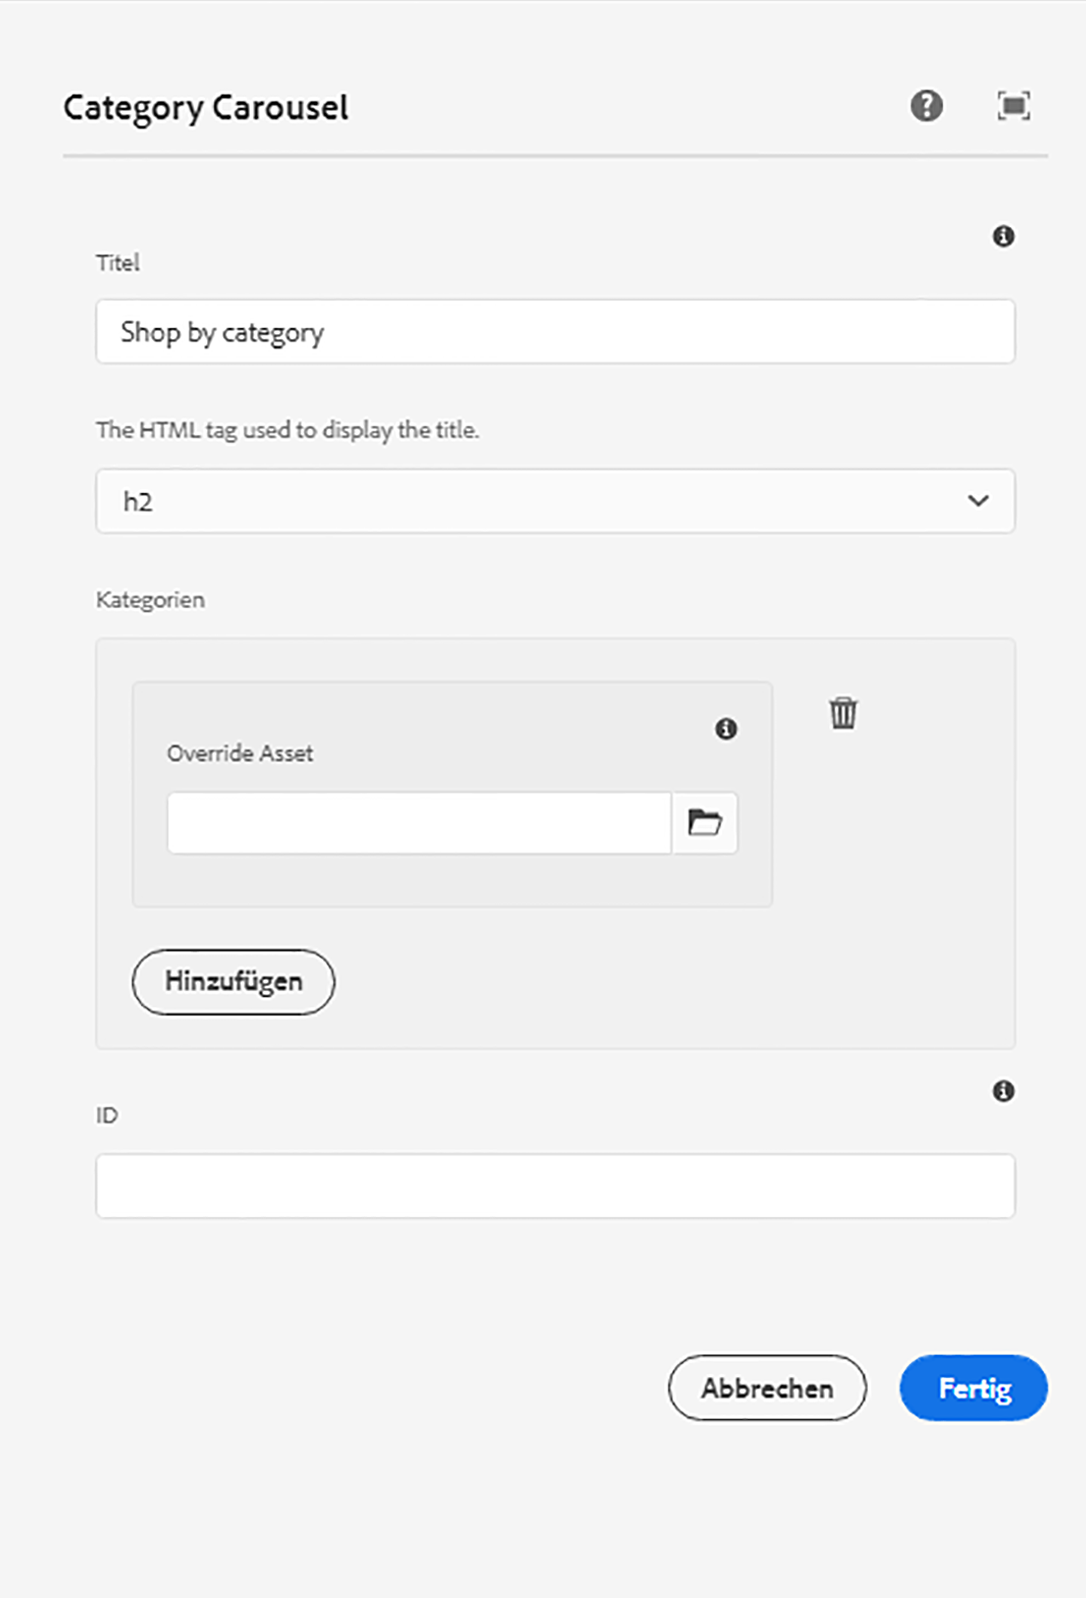 Category Carousel
Titel
Shop by category
The HTML tag used to display the title.
h2
Kategorien
Override Asset
Hinzufügen
ID
Abbrechen
Fertig